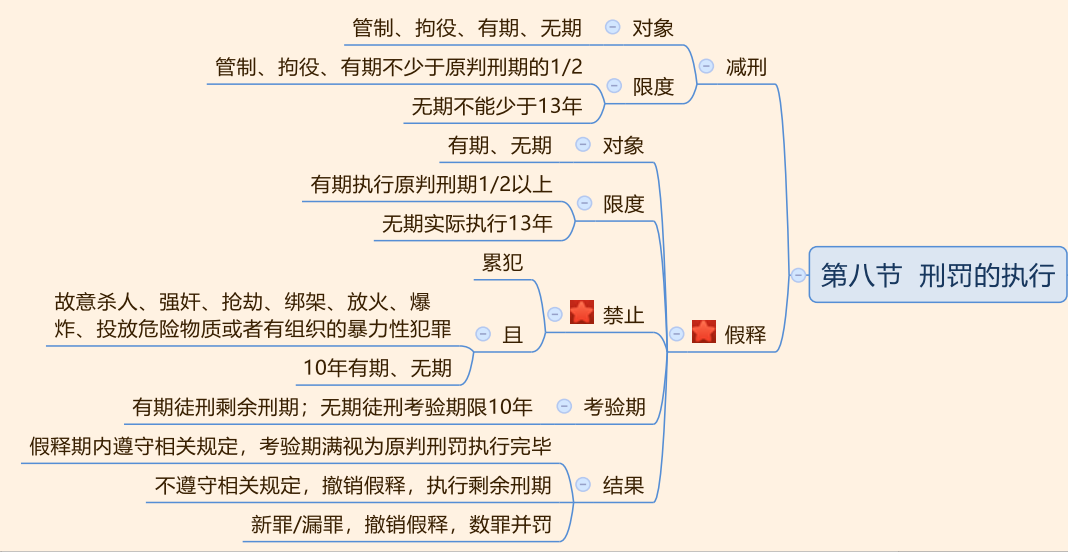 第八节 刑罚的执行
减刑
对象
管制、拘役、有期、无期
限度
管制、拘役、有期不少于原判刑期的1/2
无期不能少于13年
假释
对象
有期、无期
限度
有期执行原判刑期1/2以上
无期实际执行13年
禁止
累犯
且
故意杀人、强奸、抢劫、绑架、放火、爆
炸、投放危险物质或者有组织的暴力性犯罪
10年有期、无期
考验期
有期徒刑剩余刑期；无期徒刑考验期限10年
结果
假释期内遵守相关规定，考验期满视为原判刑罚执行完毕
不遵守相关规定，撤销假释，执行剩余刑期
新罪/漏罪，撤销假释，数罪并罚